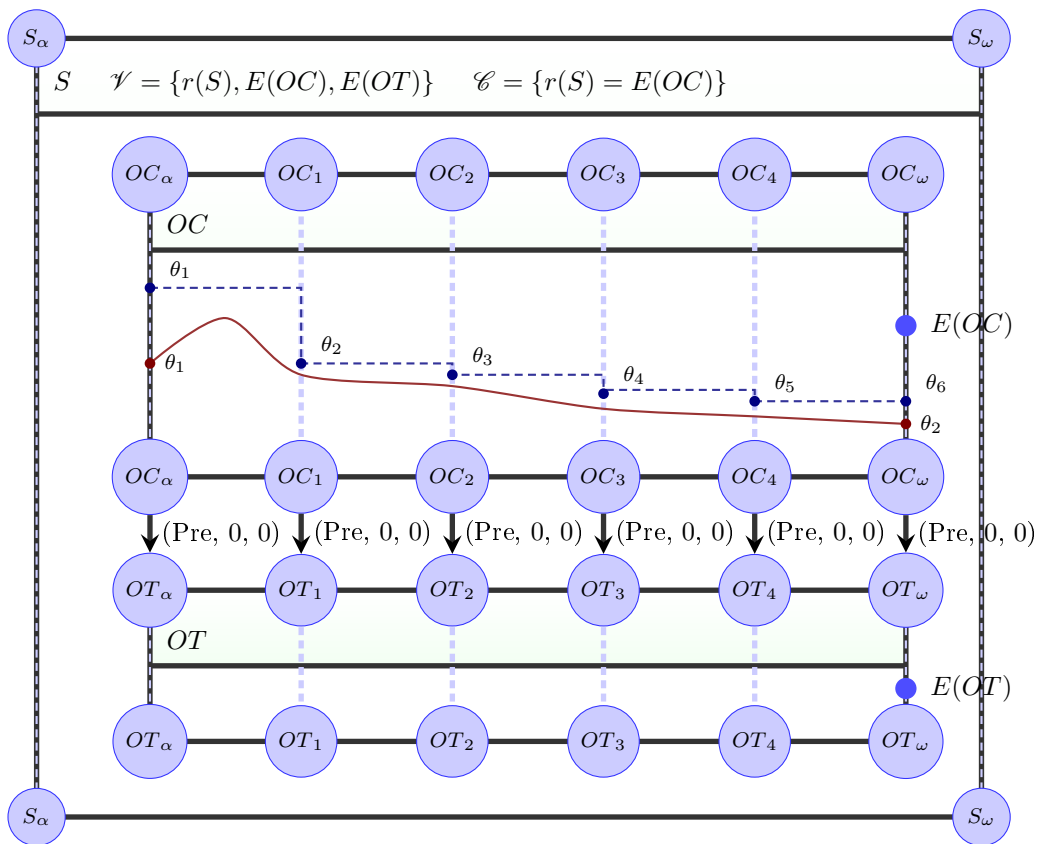 S_α S_ω
S 𝒱 = {r(S), E(OC), E(OT)} 𝒞 = {r(S) = E(OC)}
OC_α OC_1 OC_2 OC_3 OC_4 OC_ω
OC
θ_1
E(OC)
θ_1 θ_2 θ_3 θ_4 θ_5 θ_6
θ_2
OC_α OC_1 OC_2 OC_3 OC_4 OC_ω
(Pre, 0, 0) (Pre, 0, 0) (Pre, 0, 0) (Pre, 0, 0) (Pre, 0, 0) (Pre, 0, 0)
OT_α OT_1 OT_2 OT_3 OT_4 OT_ω
OT
E(OT)
OT_α OT_1 OT_2 OT_3 OT_4 OT_ω
S_α S_ω